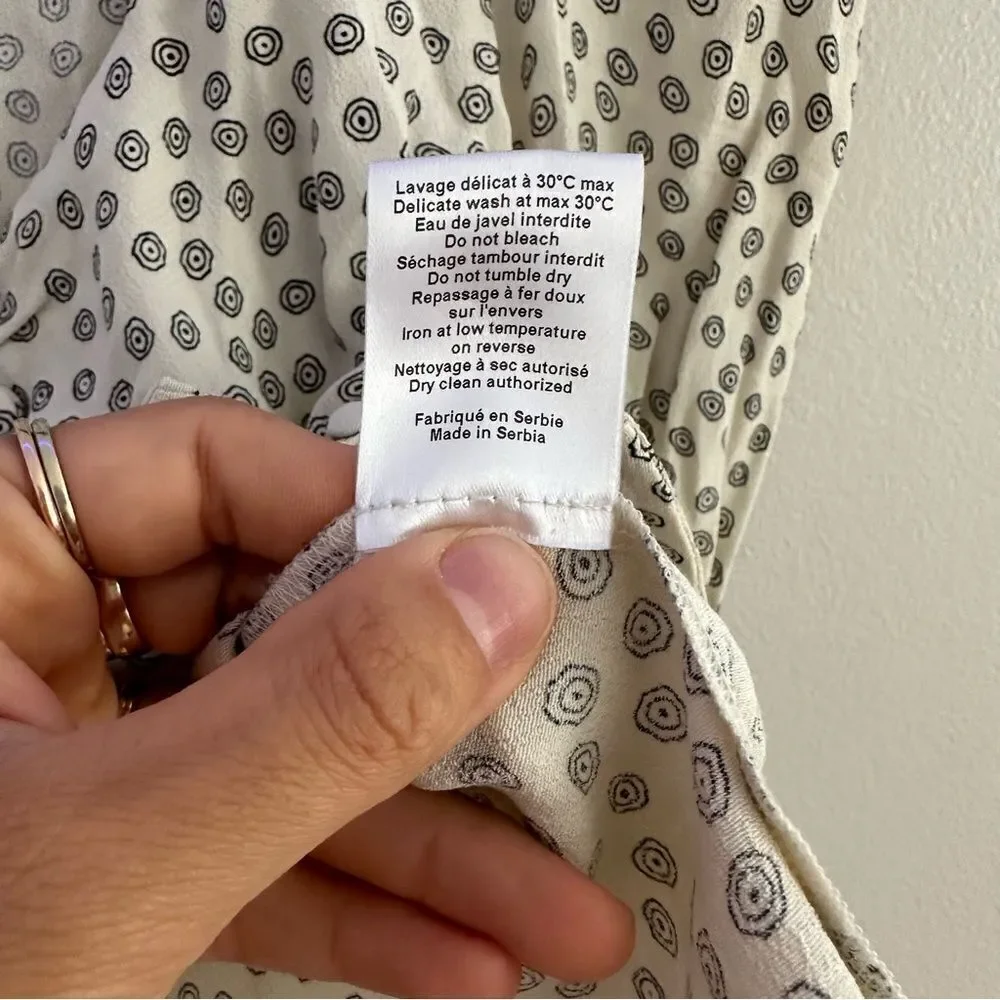 Lavage délicat à 30°C max
Delicate wash at max 30°C
Eau de javel interdite
Do not bleach
Séchage tambour interdit
Do not tumble dry
Repassage à fer doux
sur l'envers
Iron at low temperature
on reverse
Nettoyage à sec autorisé
Dry clean authorized
Fabriqué en Serbie
Made in Serbia